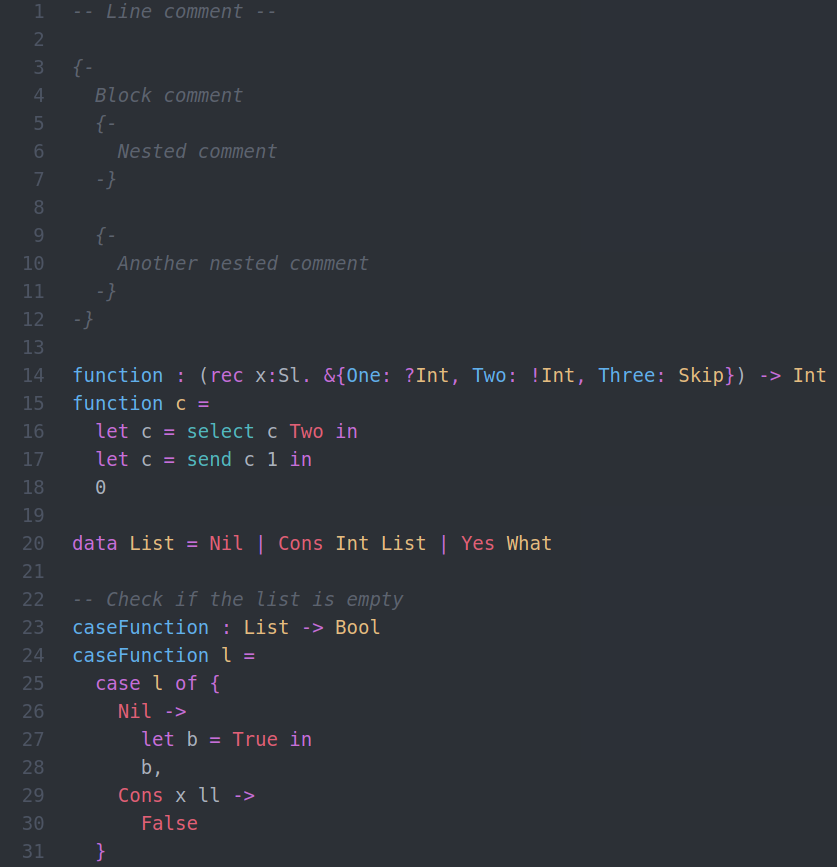 1 -- Line comment --
2
3 {-
4   Block comment
5   {-
6     Nested comment
7   -}
8
9   {-
10     Another nested comment
11   -}
12 -}
13
14 function : (rec x:Sl. &{One: ?Int, Two: !Int, Three: Skip}) -> Int
15 function c =
16   let c = select c Two in
17   let c = send c 1 in
18   0
19
20 data List = Nil | Cons Int List | Yes What
21
22 -- Check if the list is empty
23 caseFunction : List -> Bool
24 caseFunction l =
25   case l of {
26     Nil ->
27       let b = True in
28       b,
29     Cons x ll ->
30       False
31   }